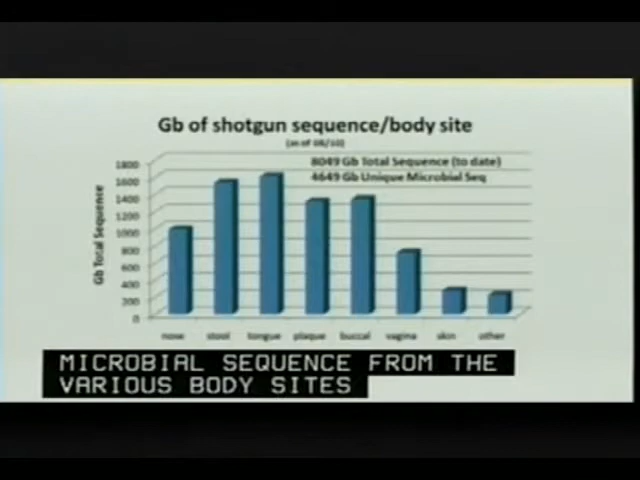 Gb of shotgun sequence/body site
(as of 08/10)
8049 Gb Total Sequence (to date)
4649 Gb Unique Microbial Seq
Gb Total Sequence
1800
1600
1400
1200
1000
800
600
400
200
0
nose stool tongue plaque buccal vagina skin other
MICROBIAL SEQUENCE FROM THE
VARIOUS BODY SITES